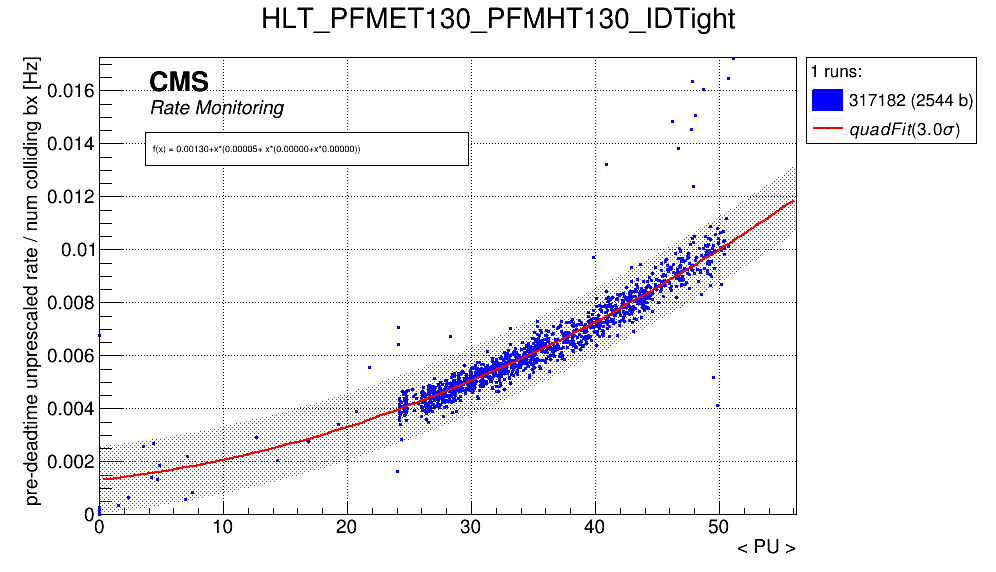 HLT_PFMET130_PFMHT130_IDTight
pre-deadtime unprescaled rate / num colliding bx [Hz]
0.016
0.014
0.012
0.01
0.008
0.006
0.004
0.002
0
CMS
Rate Monitoring
f(x) = 0.00130+x*(0.00005+ x*(0.00000+x*0.00000))
1 runs:
317182 (2544 b)
quadFit(3.0σ)
0 10 20 30 40 50
< PU >